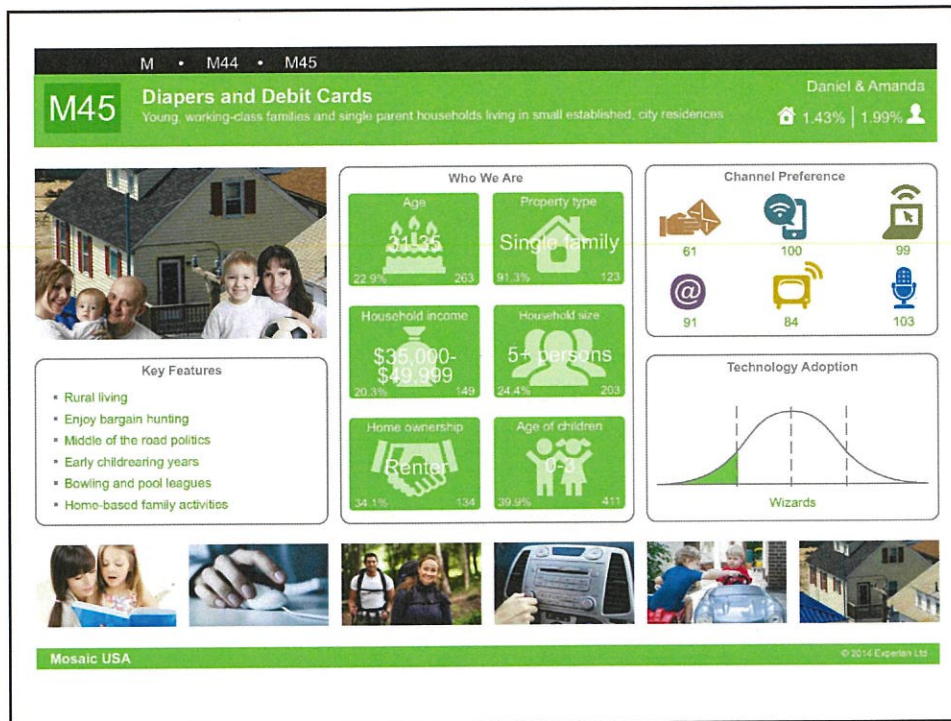 M • M44 • M45
M45
Diapers and Debit Cards
Young, working-class families and single parent households living in small established, city residences
Daniel & Amanda
1.43% | 1.99%
Who We Are
Age
31-35
22.9% 263
Property type
Single family
91.3% 123
Household income
$35,000-
$49,999
20.3% 149
Household size
5+ persons
24.4% 203
Home ownership
Renter
34.1% 134
Age of children
0-3
39.9% 411
Channel Preference
61 100 99
@
91 84 103
Key Features
▪ Rural living
▪ Enjoy bargain hunting
▪ Middle of the road politics
▪ Early childrearing years
▪ Bowling and pool leagues
▪ Home-based family activities
Technology Adoption
Wizards
Mosaic USA
© 2014 Experian Ltd